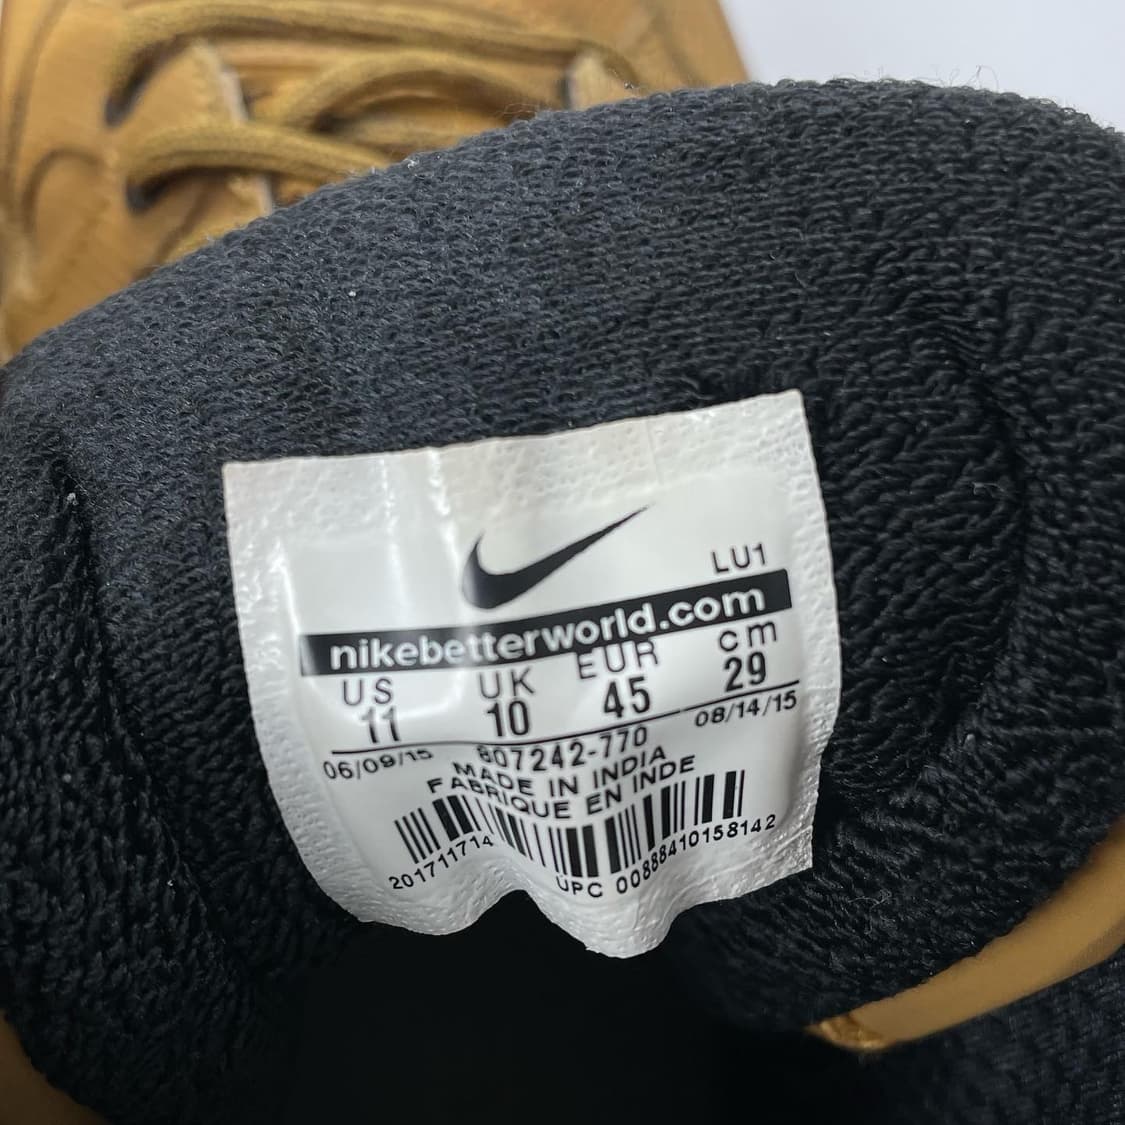 LU1
nikebetterworld.com
US UK EUR cm
11 10 45 29
06/09/15 807242-770 08/14/15
MADE IN INDIA
FABRIQUE EN INDE
201711714 UPC 00888410158142